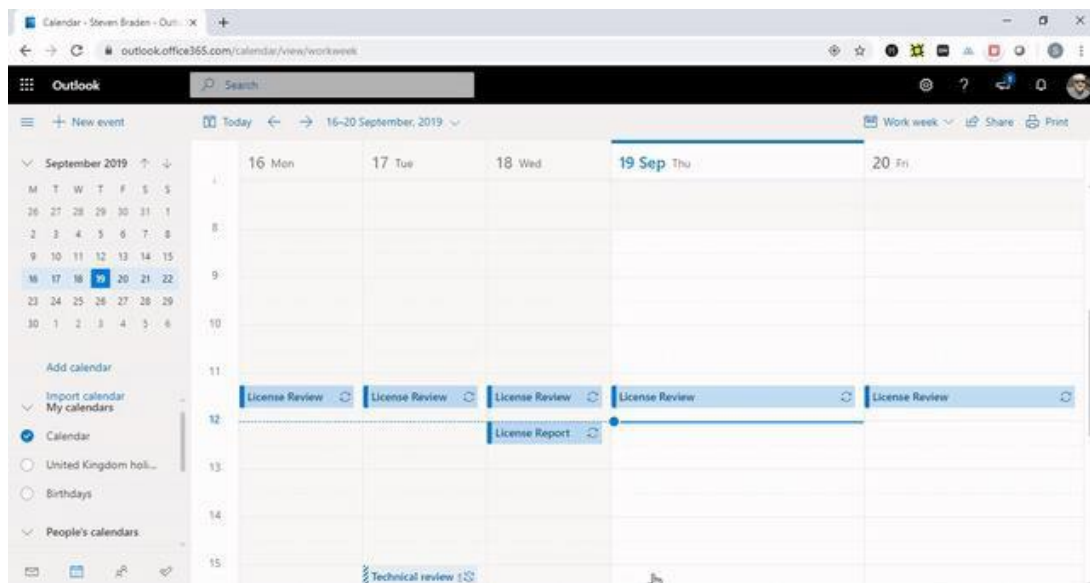 Calendar - Steven Braden - Outl
outlook.office365.com/calendar/view/workweek
Outlook
Search
New event
Today
16–20 September, 2019
Work week
Share
Print
September 2019
M T W T F S S
26 27 28 29 30 31 1
2 3 4 5 6 7 8
9 10 11 12 13 14 15
16 17 18 19 20 21 22
23 24 25 26 27 28 29
30 1 2 3 4 5 6
Add calendar
Import calendar
My calendars
Calendar
United Kingdom holi...
Birthdays
People's calendars
16 Mon
17 Tue
18 Wed
19 Sep Thu
20 Fri
8
9
10
11
License Review
License Review
License Review
License Review
License Review
12
License Report
13
14
15
Technical review